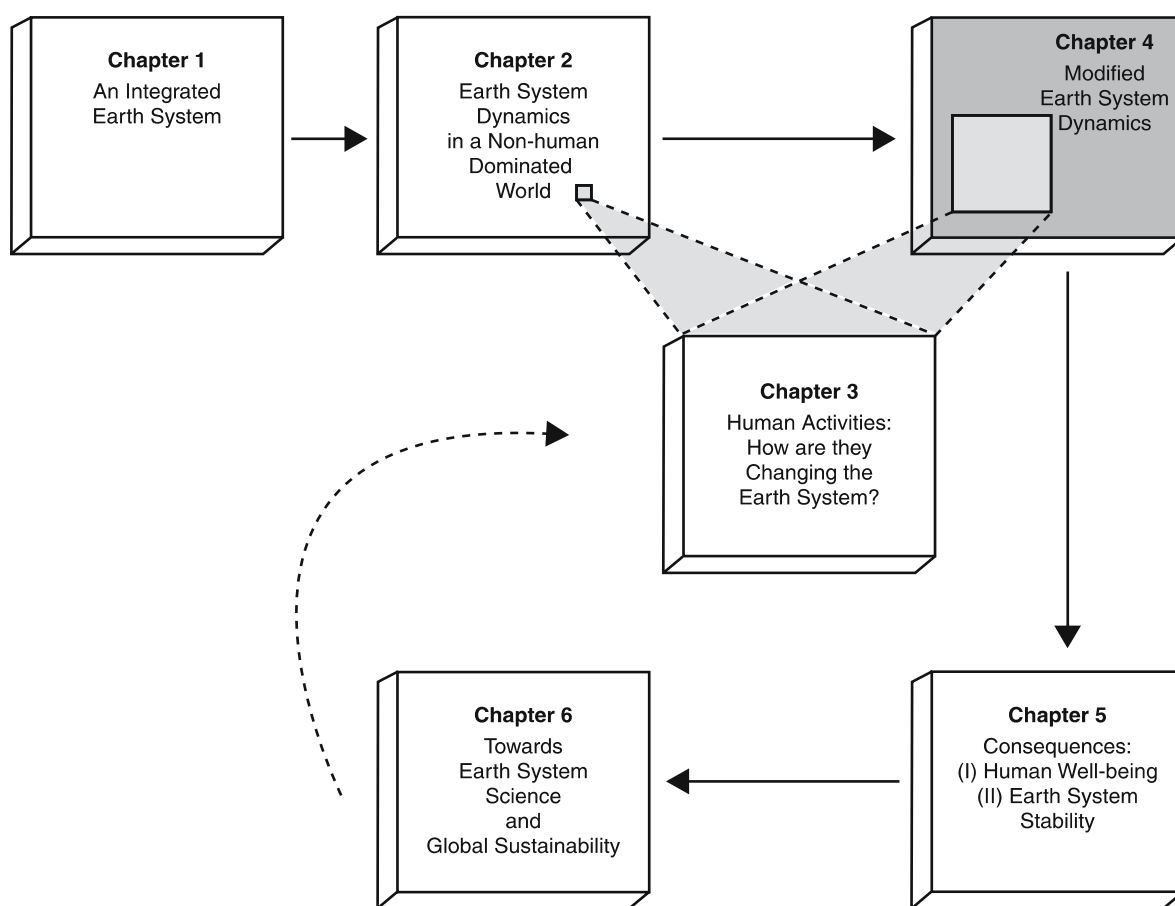 Chapter 1
An Integrated
Earth System
Chapter 2
Earth System
Dynamics
in a Non-human
Dominated
World
Chapter 4
Modified
Earth System
Dynamics
Chapter 3
Human Activities:
How are they
Changing the
Earth System?
Chapter 6
Towards
Earth System
Science
and
Global Sustainability
Chapter 5
Consequences:
(I) Human Well-being
(II) Earth System
Stability